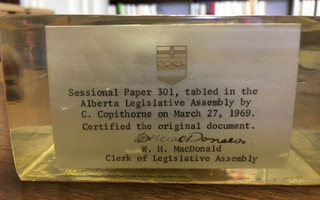 Sessional Paper 301, tabled in the
Alberta Legislative Assembly by
C. Copithorne on March 27, 1969.
Certified the original document.
W. H. MacDonald
Clerk of Legislative Assembly